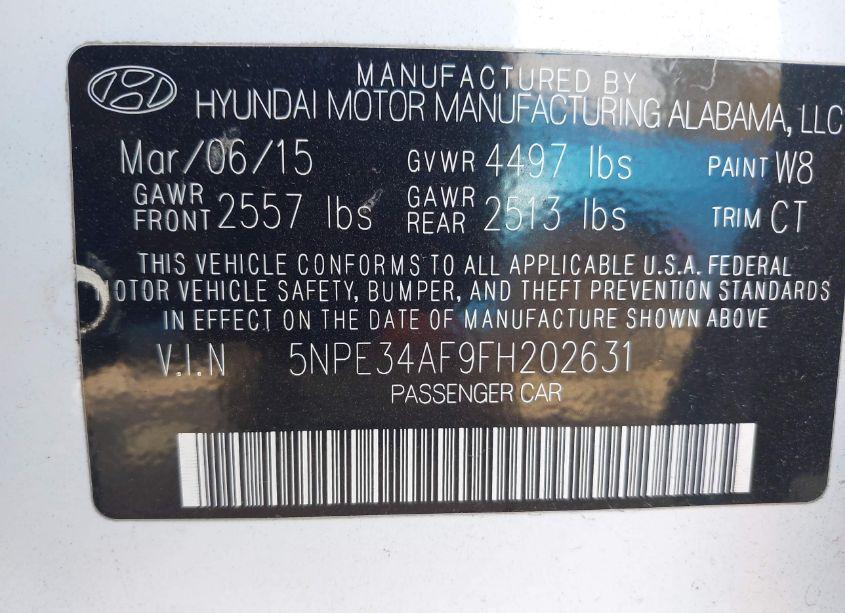 MANUFACTURED BY
HYUNDAI MOTOR MANUFACTURING ALABAMA, LLC
Mar/06/15 GVWR 4497 lbs PAINT W8
GAWR FRONT 2557 lbs GAWR REAR 2513 lbs TRIM CT
THIS VEHICLE CONFORMS TO ALL APPLICABLE U.S.A. FEDERAL
OTOR VEHICLE SAFETY, BUMPER, AND THEFT PREVENTION STANDARDS
IN EFFECT ON THE DATE OF MANUFACTURE SHOWN ABOVE
V.I.N 5NPE34AF9FH202631
PASSENGER CAR